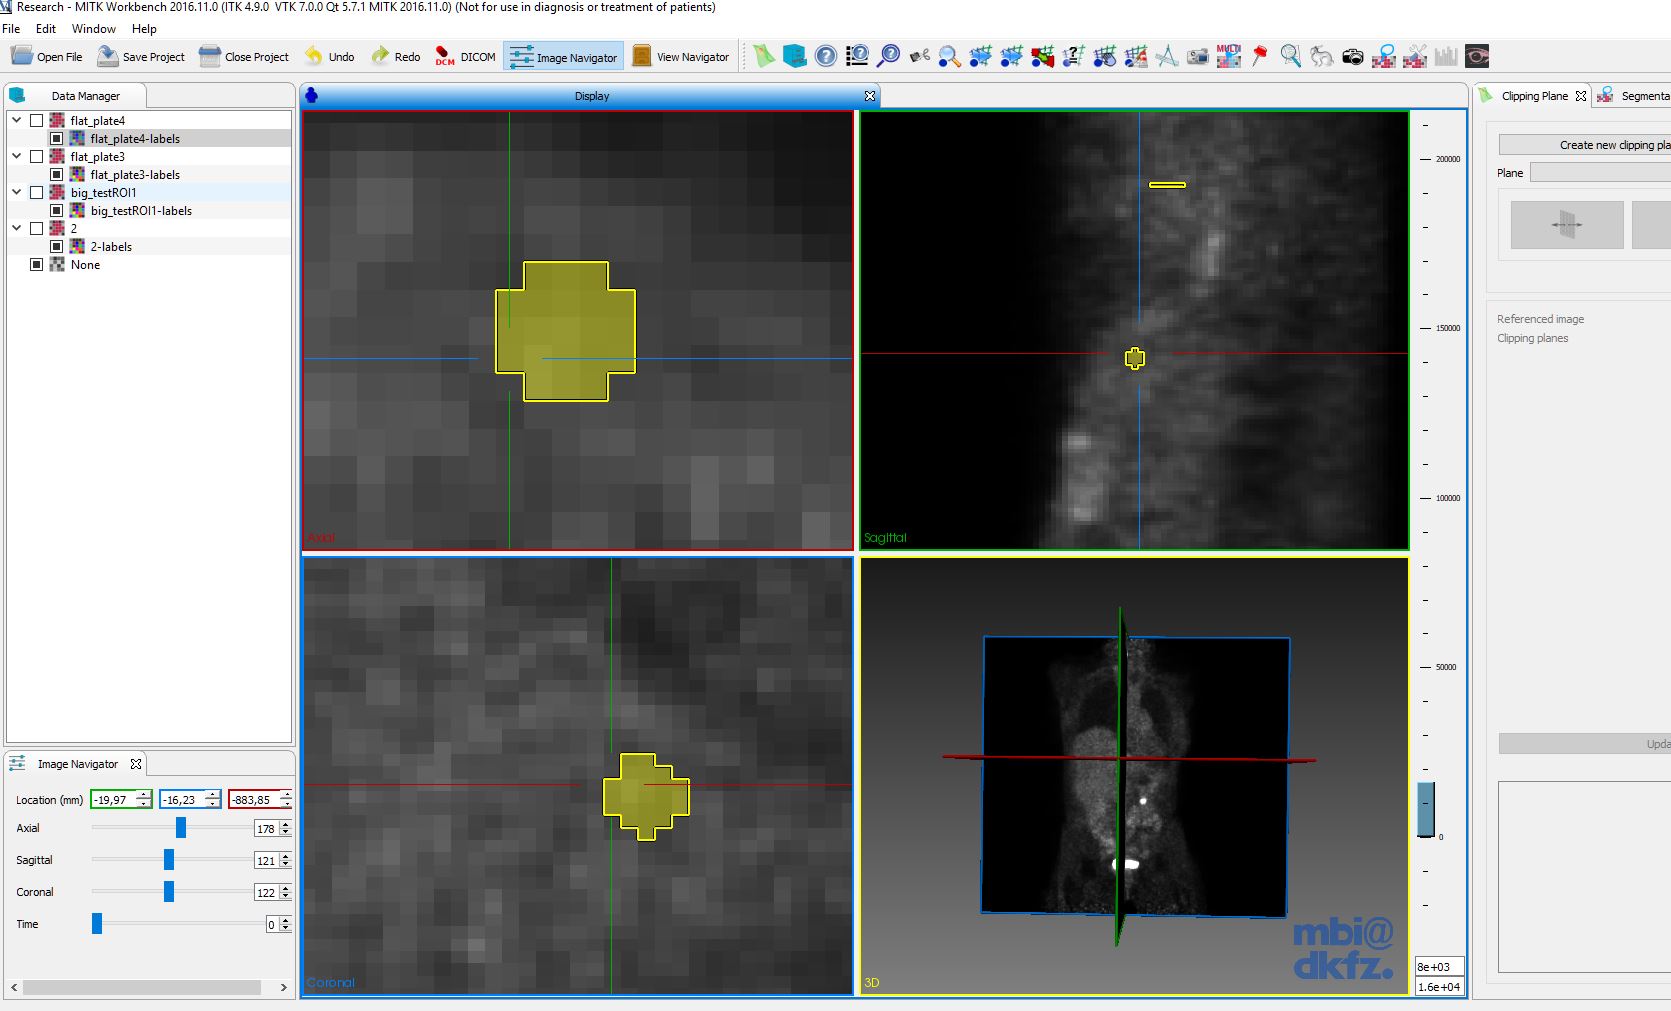 Research - MITK Workbench 2016.11.0 (ITK 4.9.0  VTK 7.0.0 Qt 5.7.1 MITK 2016.11.0) (Not for use in diagnosis or treatment of patients)
File Edit Window Help
Open File Save Project Close Project Undo Redo DCM DICOM Image Navigator View Navigator MULTI
Data Manager
Display
Clipping Plane Segmenta
flat_plate4
flat_plate4-labels
flat_plate3
flat_plate3-labels
big_testROI1
big_testROI1-labels
2
2-labels
None
Axial
Sagittal
200000
150000
100000
50000
0
8e+03
1.6e+04
Create new clipping pla
Plane
Referenced image
Clipping planes
Upda
Image Navigator
Location (mm) -19,97 -16,23 -883,85
Axial 178
Sagittal 121
Coronal 122
Time 0
Coronal
3D
mbi@
dkfz.